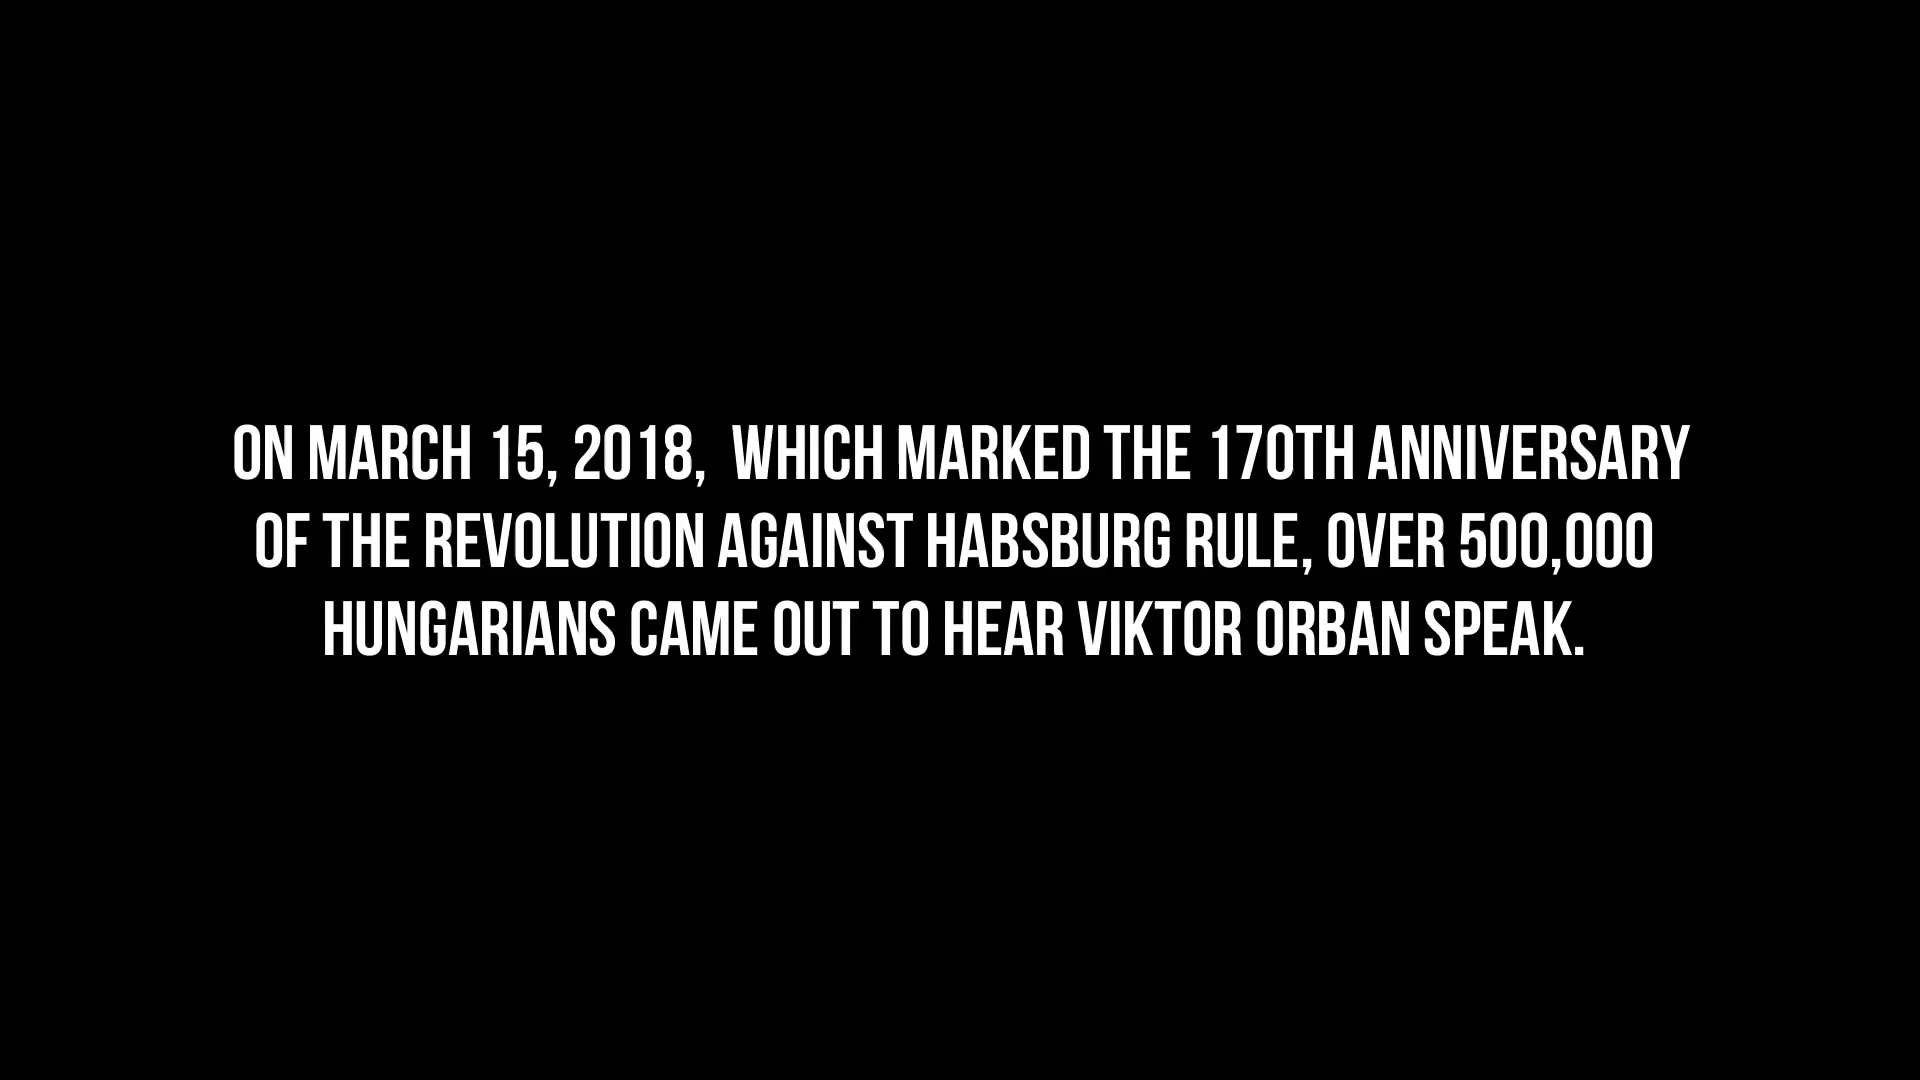 ON MARCH 15, 2018, WHICH MARKED THE 170TH ANNIVERSARY
OF THE REVOLUTION AGAINST HABSBURG RULE, OVER 500,000
HUNGARIANS CAME OUT TO HEAR VIKTOR ORBAN SPEAK.